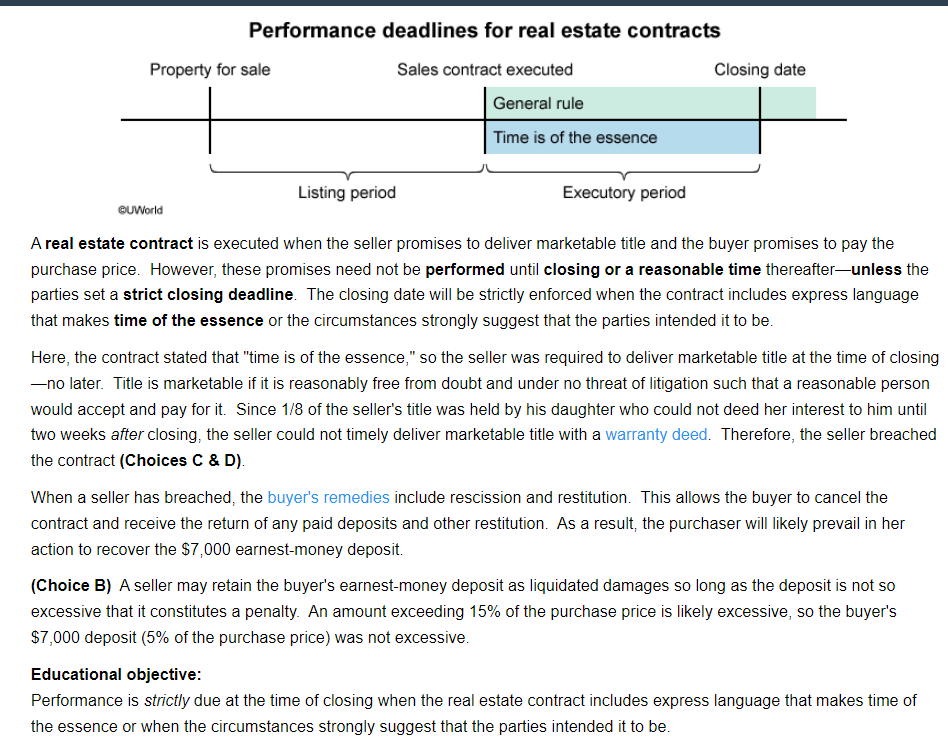 Performance deadlines for real estate contracts
Property for sale
Sales contract executed
Closing date
General rule
Time is of the essence
Listing period
Executory period
©UWorld
A real estate contract is executed when the seller promises to deliver marketable title and the buyer promises to pay the
purchase price.  However, these promises need not be performed until closing or a reasonable time thereafter—unless the
parties set a strict closing deadline.  The closing date will be strictly enforced when the contract includes express language
that makes time of the essence or the circumstances strongly suggest that the parties intended it to be.
Here, the contract stated that "time is of the essence," so the seller was required to deliver marketable title at the time of closing
—no later.  Title is marketable if it is reasonably free from doubt and under no threat of litigation such that a reasonable person
would accept and pay for it.  Since 1/8 of the seller's title was held by his daughter who could not deed her interest to him until
two weeks after closing, the seller could not timely deliver marketable title with a warranty deed.  Therefore, the seller breached
the contract (Choices C & D).
When a seller has breached, the buyer's remedies include rescission and restitution.  This allows the buyer to cancel the
contract and receive the return of any paid deposits and other restitution.  As a result, the purchaser will likely prevail in her
action to recover the $7,000 earnest-money deposit.
(Choice B)  A seller may retain the buyer's earnest-money deposit as liquidated damages so long as the deposit is not so
excessive that it constitutes a penalty.  An amount exceeding 15% of the purchase price is likely excessive, so the buyer's
$7,000 deposit (5% of the purchase price) was not excessive.
Educational objective:
Performance is strictly due at the time of closing when the real estate contract includes express language that makes time of
the essence or when the circumstances strongly suggest that the parties intended it to be.